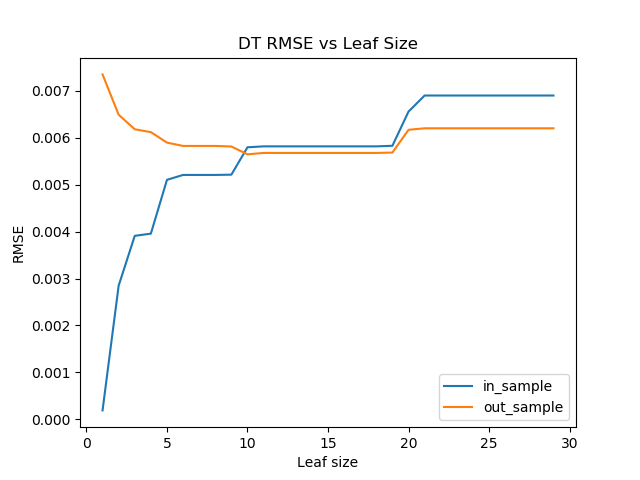 DT RMSE vs Leaf Size
RMSE
0.007
0.006
0.005
0.004
0.003
0.002
0.001
0.000
in_sample
out_sample
0 5 10 15 20 25 30
Leaf size